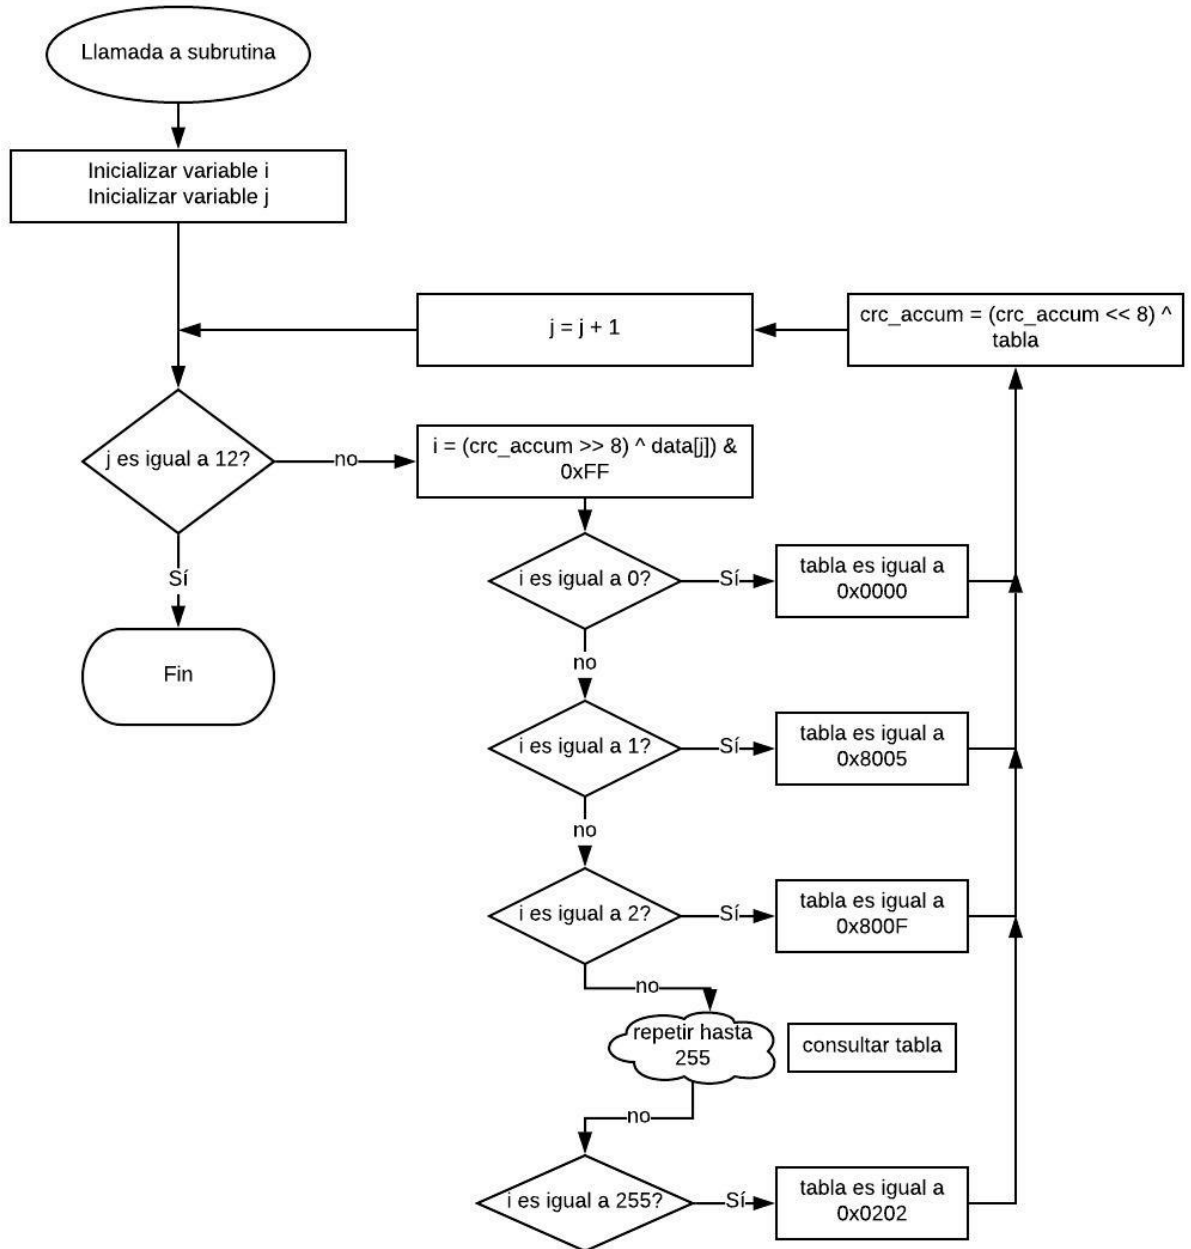 Llamada a subrutina
Inicializar variable i
Inicializar variable j
crc_accum = (crc_accum << 8) ^
tabla
j = j + 1
j es igual a 12?
no
i = (crc_accum >> 8) ^ data[j]) &
0xFF
Sí
Fin
i es igual a 0?
Sí
tabla es igual a
0x0000
no
i es igual a 1?
Sí
tabla es igual a
0x8005
no
i es igual a 2?
Sí
tabla es igual a
0x800F
no
repetir hasta
255
consultar tabla
no
i es igual a 255?
Sí
tabla es igual a
0x0202